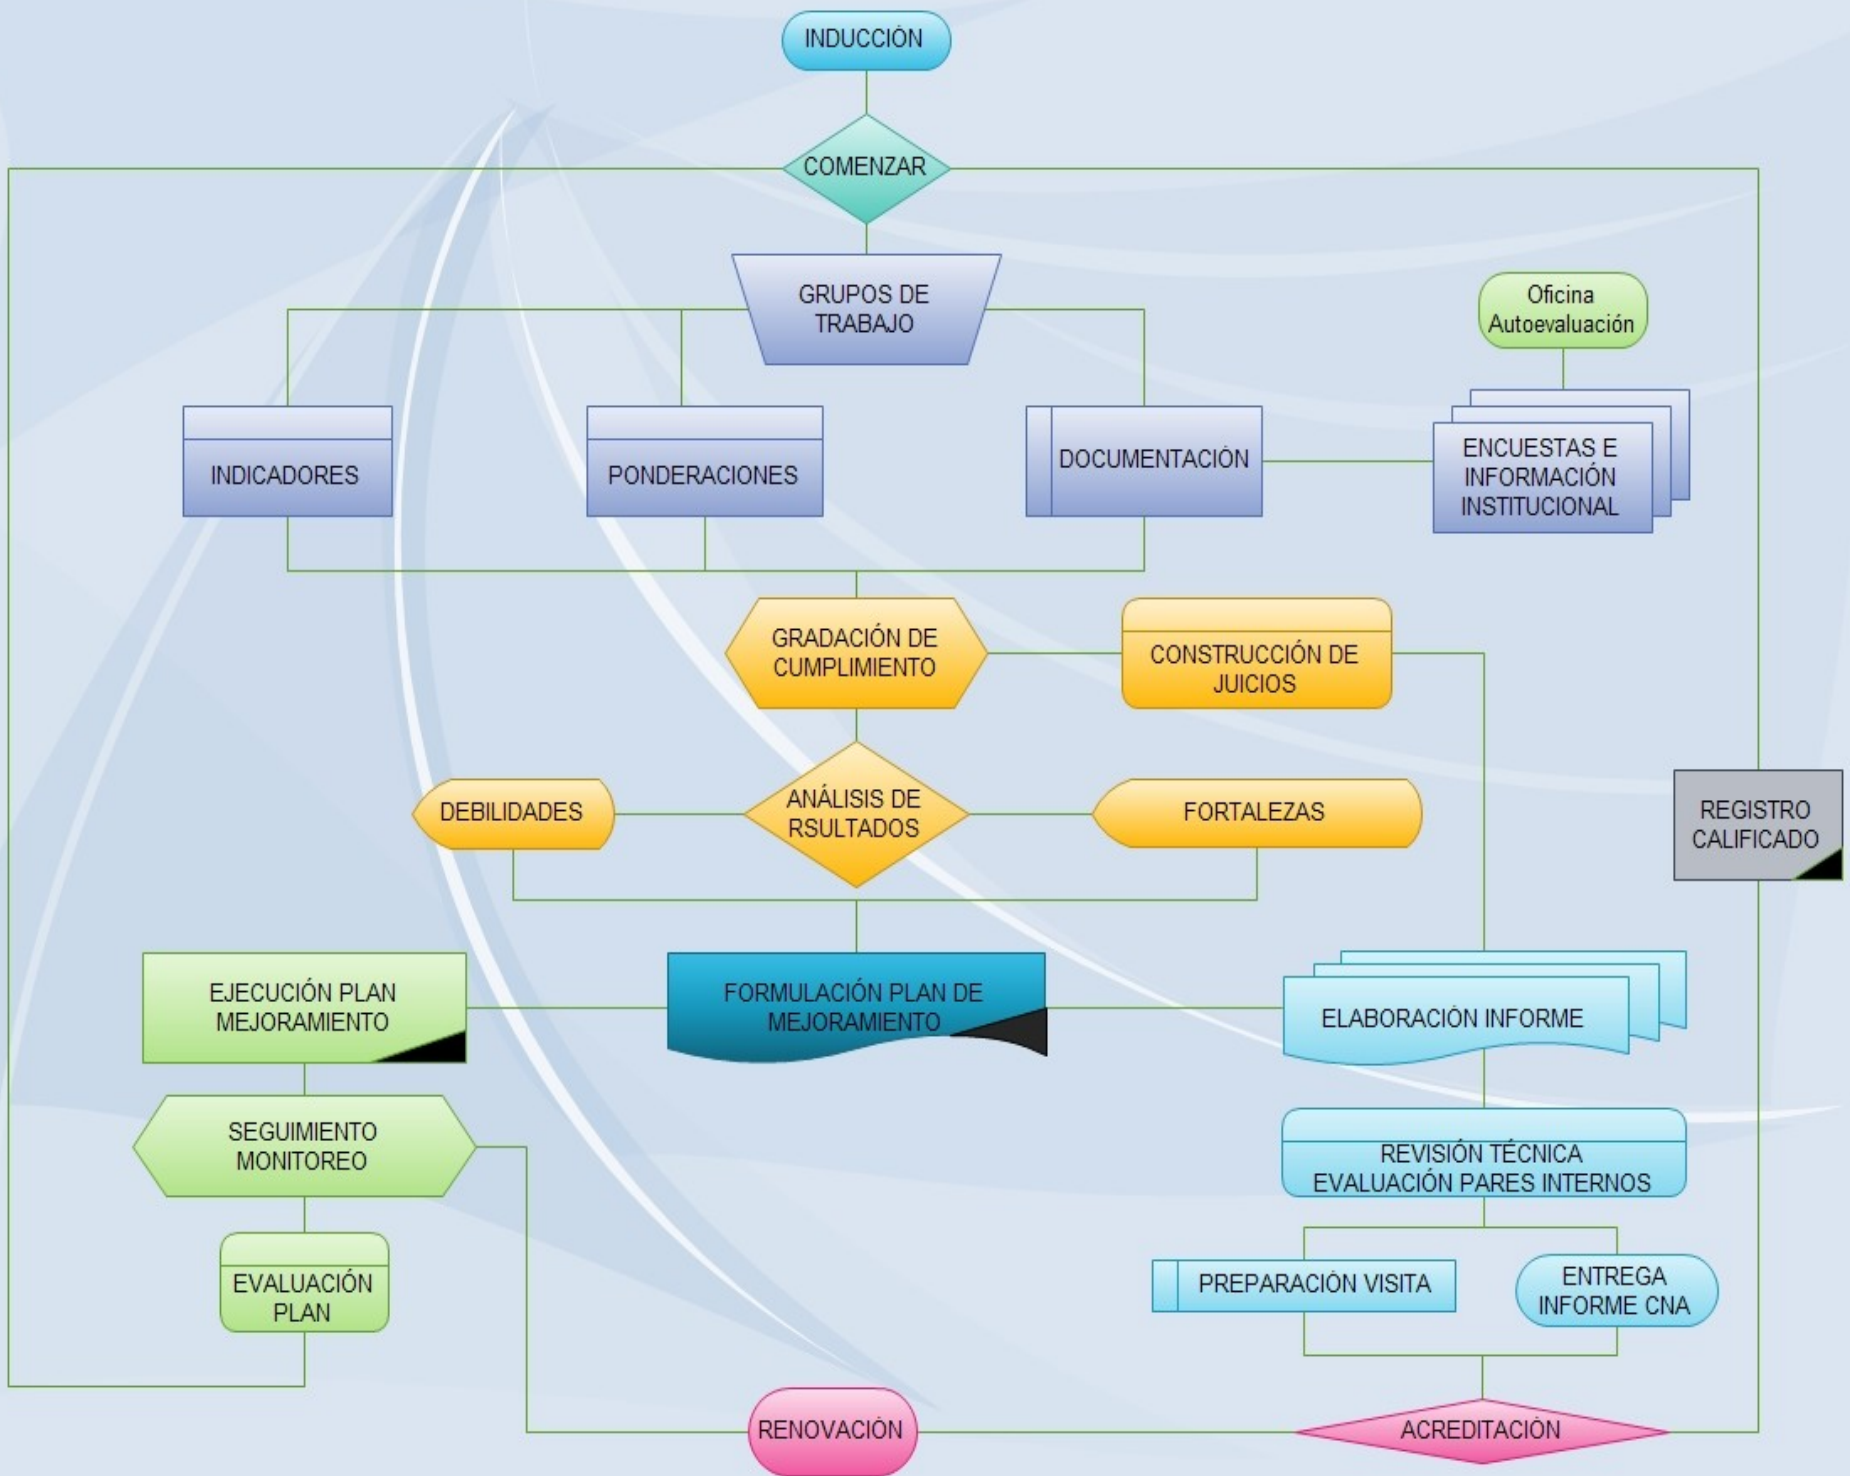 INDUCCIÓN
COMENZAR
GRUPOS DE
TRABAJO
Oficina
Autoevaluación
INDICADORES
PONDERACIONES
DOCUMENTACIÓN
ENCUESTAS E
INFORMACIÓN
INSTITUCIONAL
GRADACIÓN DE
CUMPLIMIENTO
CONSTRUCCIÓN DE
JUICIOS
DEBILIDADES
ANÁLISIS DE
RSULTADOS
FORTALEZAS
REGISTRO
CALIFICADO
EJECUCIÓN PLAN
MEJORAMIENTO
FORMULACIÓN PLAN DE
MEJORAMIENTO
ELABORACIÓN INFORME
SEGUIMIENTO
MONITOREO
REVISIÓN TÉCNICA
EVALUACIÓN PARES INTERNOS
EVALUACIÓN
PLAN
PREPARACIÓN VISITA
ENTREGA
INFORME CNA
RENOVACIÓN
ACREDITACIÓN